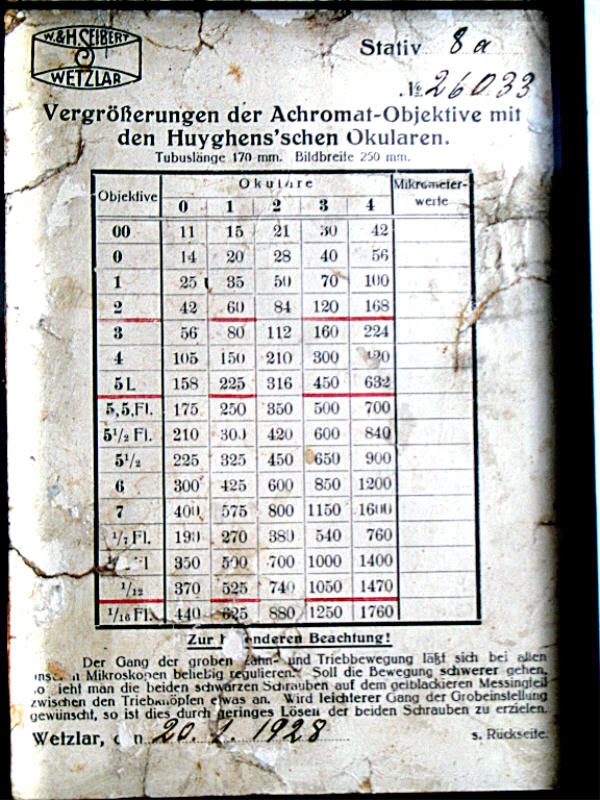 W. & H. SEIBERT
WETZLAR
Stativ 8 a
№ 26033
Vergrößerungen der Achromat-Objektive mit
den Huyghens'schen Okularen.
Tubuslänge 170 mm. Bildbreite 250 mm.
Objektive Okulare Mikrometer-werte
0 1 2 3 4
00 11 15 21 30 42
0 14 20 28 40 56
1 25 35 50 70 100
2 42 60 84 120 168
3 56 80 112 160 224
4 105 150 210 300
5 L 158 225 316 450 632
5,5,Fl. 175 250 350 500 700
5½ Fl. 210 300 420 600 840
5½ 225 325 450 650 900
6 300 425 600 850 1200
7 400 575 800 1150 1600
1/7 Fl. 190 270 380 540 760
350 500 700 1000 1400
1/12 370 525 740 1050 1470
1/16 Fl. 440 625 880 1250 1760
Zur Beachtung!
Der Gang der groben Zahn- und Triebbewegung läßt sich bei allen
Mikroskopen beliebig regulieren. Soll die Bewegung schwerer gehen,
man die beiden schwarzen Schrauben auf dem gelblackieren Messingteil
zwischen den Triebknöpfen etwas an. Wird leichterer Gang der Grobeinstellung
gewünscht, so ist dies durch geringes Lösen der beiden Schrauben zu erzielen.
Wetzlar, 20. 2. 1928 s. Rückseite.